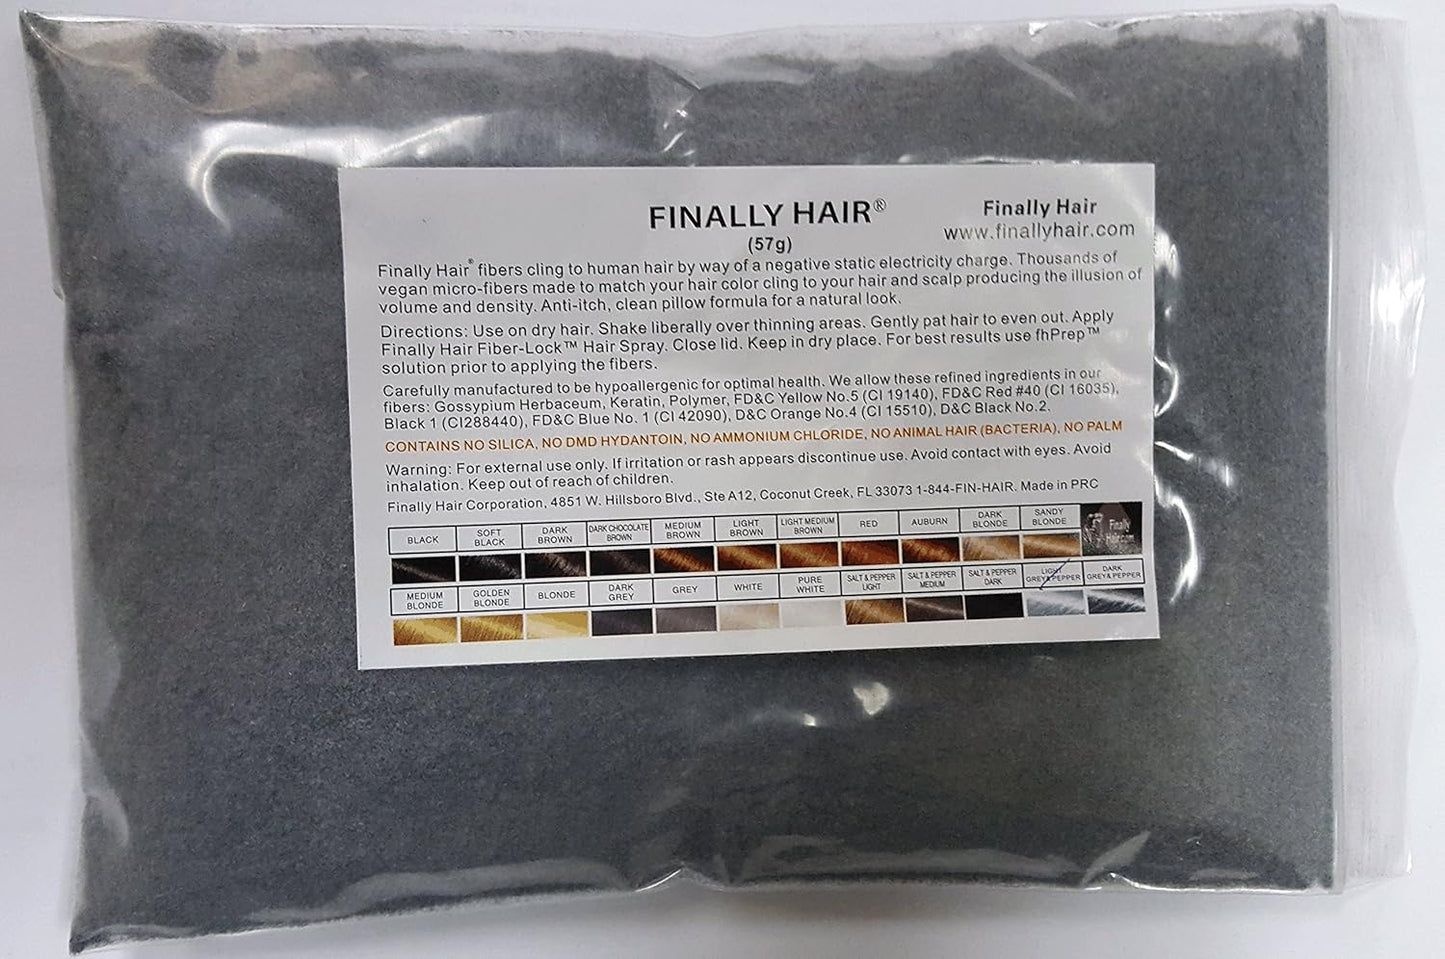 FINALLY HAIR®
(57g)
Finally Hair
www.finallyhair.com
Finally Hair® fibers cling to human hair by way of a negative static electricity charge. Thousands of
vegan micro-fibers made to match your hair color cling to your hair and scalp producing the illusion of
volume and density. Anti-itch, clean pillow formula for a natural look.
Directions: Use on dry hair. Shake liberally over thinning areas. Gently pat hair to even out. Apply
Finally Hair Fiber-Lock™ Hair Spray. Close lid. Keep in dry place. For best results use fhPrep™
solution prior to applying the fibers.
Carefully manufactured to be hypoallergenic for optimal health. We allow these refined ingredients in our
fibers: Gossypium Herbaceum, Keratin, Polymer, FD&C Yellow No.5 (CI 19140), FD&C Red #40 (CI 16035),
Black 1 (CI288440), FD&C Blue No. 1 (CI 42090), D&C Orange No.4 (CI 15510), D&C Black No.2.
CONTAINS NO SILICA, NO DMD HYDANTOIN, NO AMMONIUM CHLORIDE, NO ANIMAL HAIR (BACTERIA), NO PALM
Warning: For external use only. If irritation or rash appears discontinue use. Avoid contact with eyes. Avoid
inhalation. Keep out of reach of children.
Finally Hair Corporation, 4851 W. Hillsboro Blvd., Ste A12, Coconut Creek, FL 33073 1-844-FIN-HAIR. Made in PRC
BLACK
SOFT
BLACK
DARK
BROWN
DARK CHOCOLATE
BROWN
MEDIUM
BROWN
LIGHT
BROWN
LIGHT MEDIUM
BROWN
RED
AUBURN
DARK
BLONDE
SANDY
BLONDE
Finally
Hair.com
MEDIUM
BLONDE
GOLDEN
BLONDE
BLONDE
DARK
GREY
GREY
WHITE
PURE
WHITE
SALT & PEPPER
LIGHT
SALT & PEPPER
MEDIUM
SALT & PEPPER
DARK
LIGHT
GREY & PEPPER
DARK
GREY & PEPPER